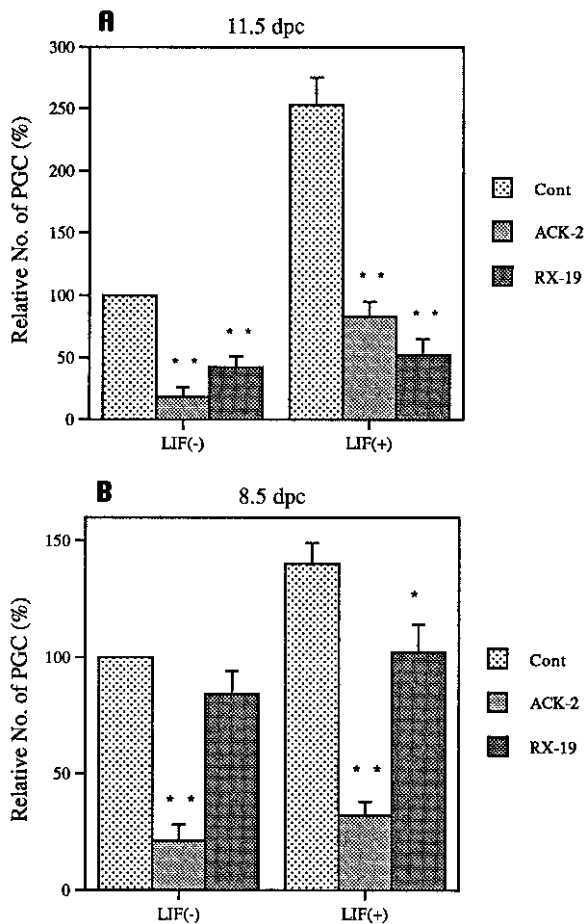 A
11.5 dpc
Relative No. of PGC (%)
300
250
200
150
100
50
0
* *
* *
* *
* *
LIF(-)
LIF(+)
Cont
ACK-2
RX-19
B
8.5 dpc
Relative No. of PGC (%)
150
100
50
0
* *
* *
*
LIF(-)
LIF(+)
Cont
ACK-2
RX-19